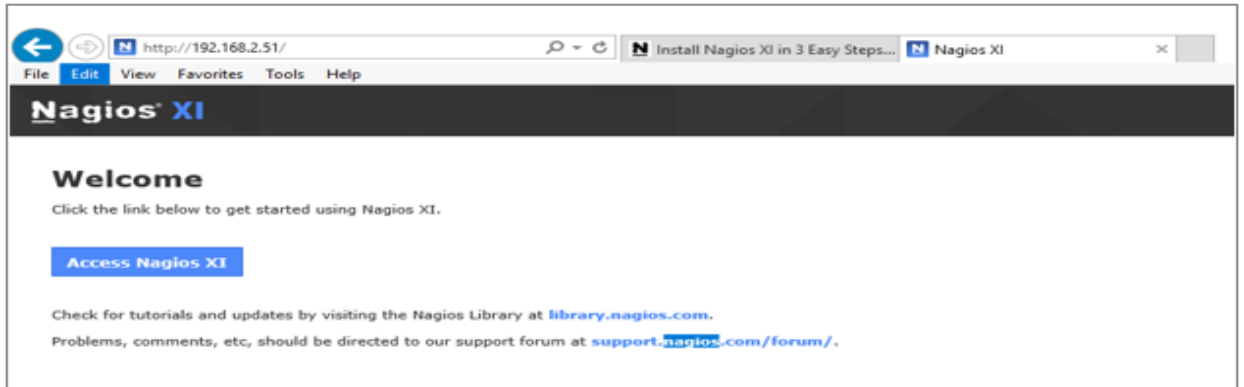 http://192.168.2.51/
Install Nagios XI in 3 Easy Steps...
Nagios XI
File Edit View Favorites Tools Help
Nagios® XI
Welcome
Click the link below to get started using Nagios XI.
Access Nagios XI
Check for tutorials and updates by visiting the Nagios Library at library.nagios.com.
Problems, comments, etc, should be directed to our support forum at support.nagios.com/forum/.